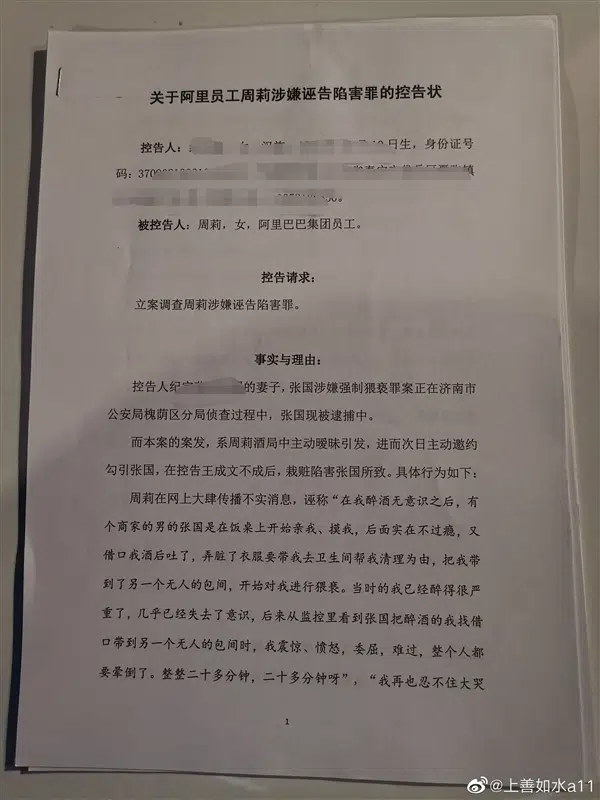 关于阿里员工周莉涉嫌诬告陷害罪的控告状
控告人：
日生，身份证号
码：
被控告人：周莉，女，阿里巴巴集团员工。
控告请求：
立案调查周莉涉嫌诬告陷害罪。
事实与理由：
控告人纪 的妻子，张国涉嫌强制猥亵罪案正在济南市
公安局槐荫区分局侦查过程中，张国现被逮捕中。
而本案的案发，系周莉酒局中主动暧昧引发，进而次日主动邀约
勾引张国，在控告王成文不成后，栽赃陷害张国所致。具体行为如下：
周莉在网上大肆传播不实消息，诬称“在我醉酒无意识之后，有
个商家的男的张国是在饭桌上开始亲我、摸我，后面实在不过瘾，又
借口我酒后吐了，弄脏了衣服要带我去卫生间帮我清理为由，把我带
到了另一个无人的包间，开始对我进行猥亵。当时的我已经醉得很严
重了，几乎已经失去了意识，后来从监控里看到张国把醉酒的我找借
口带到另一个无人的包间时，我震惊、愤怒，委屈，难过，整个人都
要晕倒了。整整二十多分钟，二十多分钟呀”，“我再也忍不住大哭
1
@上善如水a11